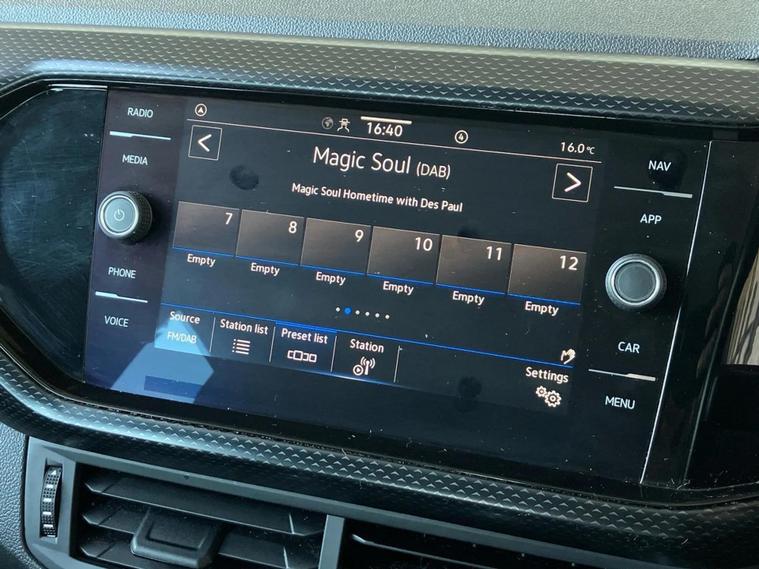 RADIO
MEDIA
PHONE
VOICE
16:40
4
16.0°C
Magic Soul (DAB)
Magic Soul Hometime with Des Paul
7 8 9 10 11 12
Empty Empty Empty Empty Empty Empty
Source
FM/DAB
Station list
Preset list
Station
Settings
NAV
APP
CAR
MENU